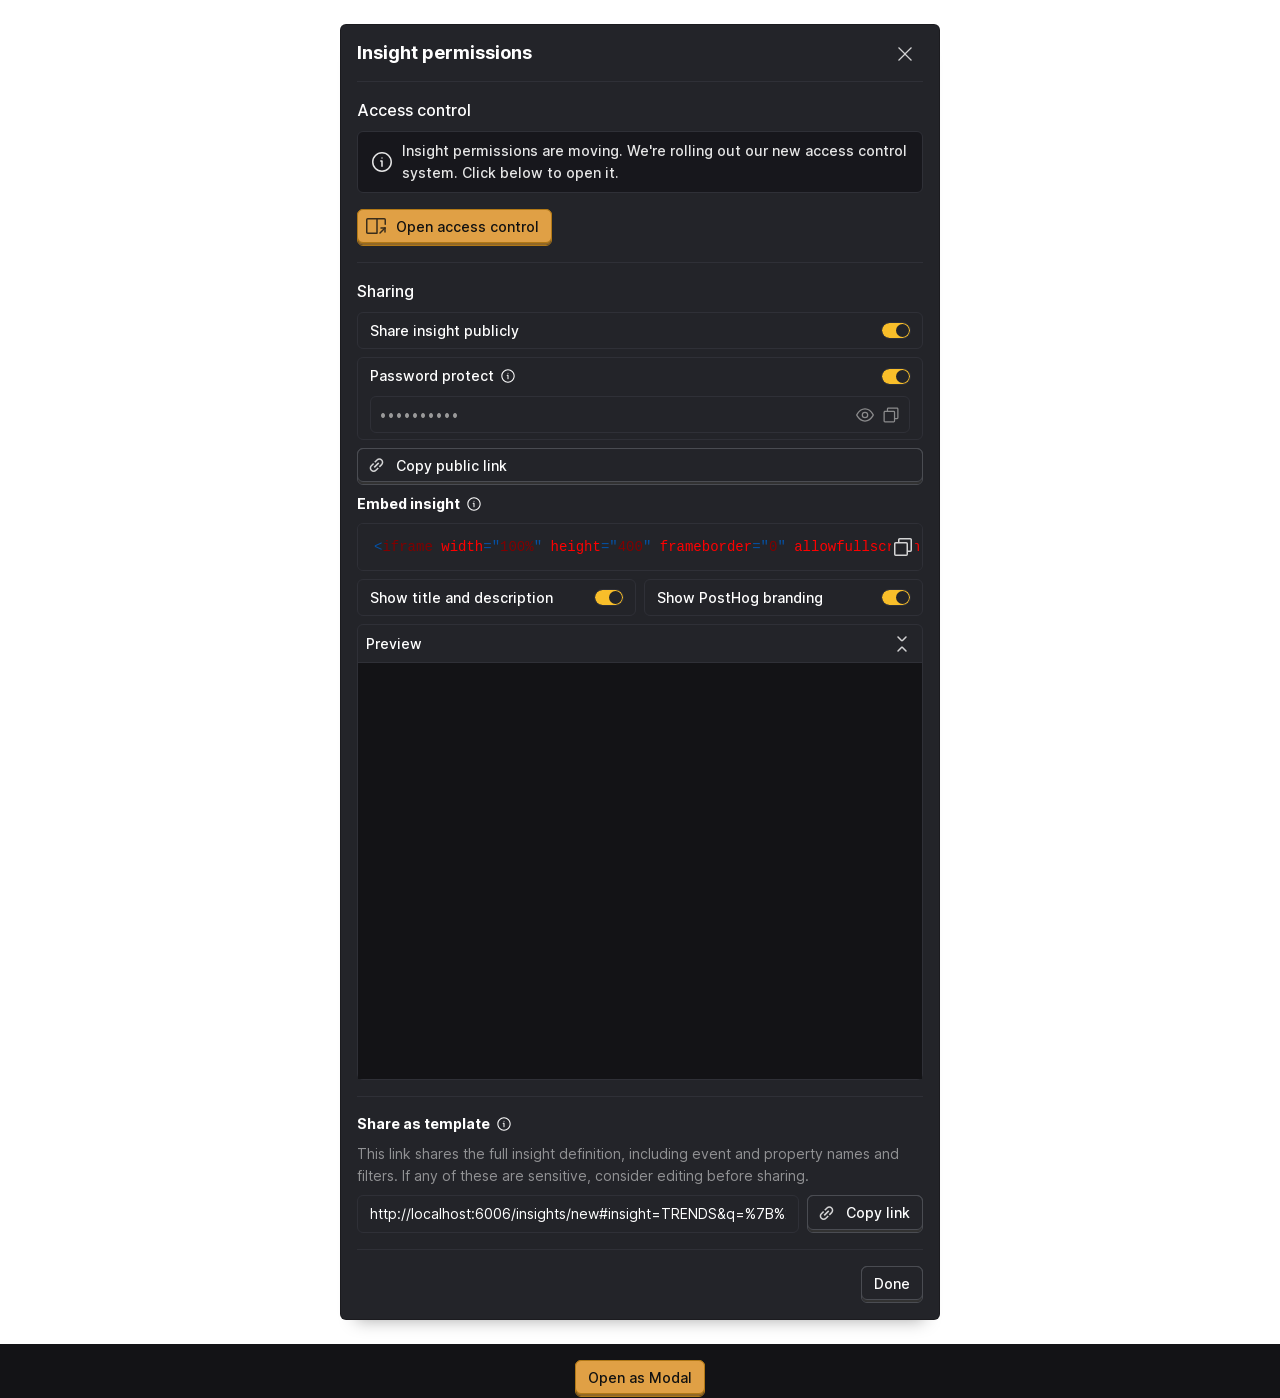 Insight permissions
Access control
Insight permissions are moving. We're rolling out our new access control
system. Click below to open it.
Open access control
Sharing
Share insight publicly
Password protect
••••••••••
Copy public link
Embed insight
<iframe width="100%" height="400" frameborder="0" allowfullscr
Show title and description
Show PostHog branding
Preview
Share as template
This link shares the full insight definition, including event and property names and
filters. If any of these are sensitive, consider editing before sharing.
http://localhost:6006/insights/new#insight=TRENDS&q=%7B%
Copy link
Done
Open as Modal